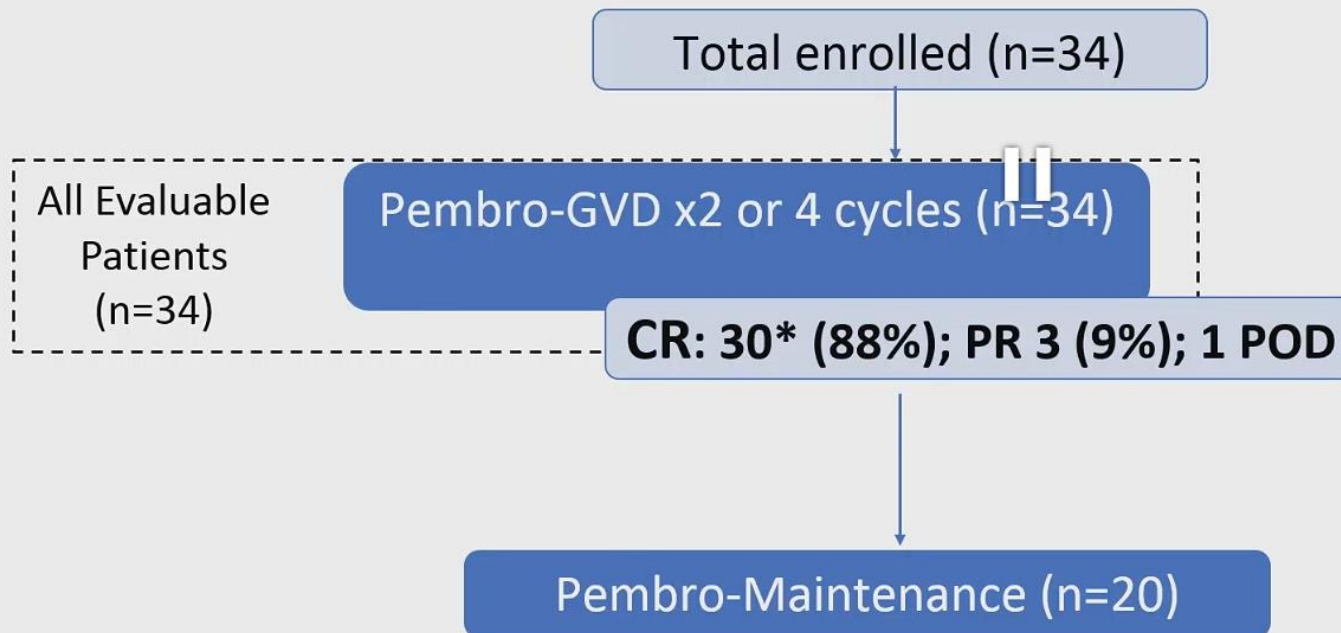 Total enrolled (n=34)
All Evaluable
Patients
(n=34)
Pembro-GVD x2 or 4 cycles (n=34)
CR: 30* (88%); PR 3 (9%); 1 POD
Pembro-Maintenance (n=20)